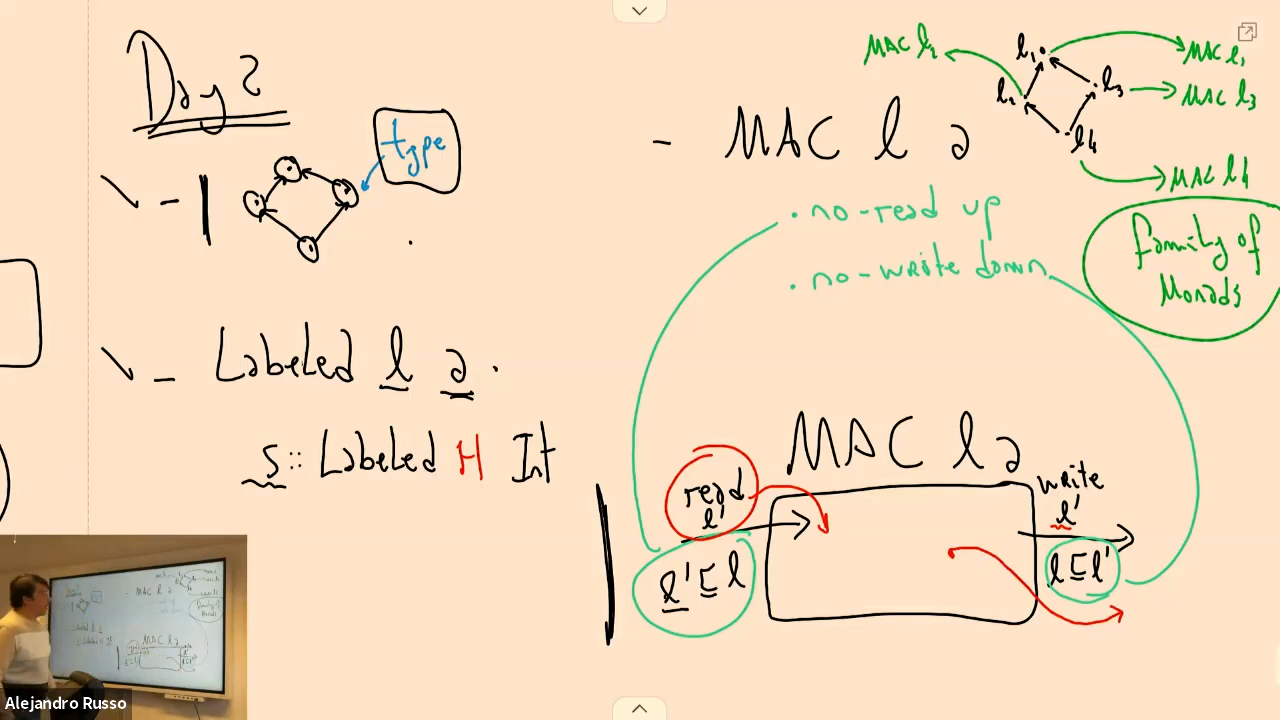 Day 2
type
Labeled l a
s :: Labeled H Int
MAC l₂
l₁
MAC l₁
l₂
l₃
MAC l₃
l₄
MAC l₄
- MAC l a
• no-read up
• no-write down
Family of
Monads
MAC l a
read
l'
l' ⊑ l
write
l'
l ⊑ l'
Alejandro Russo